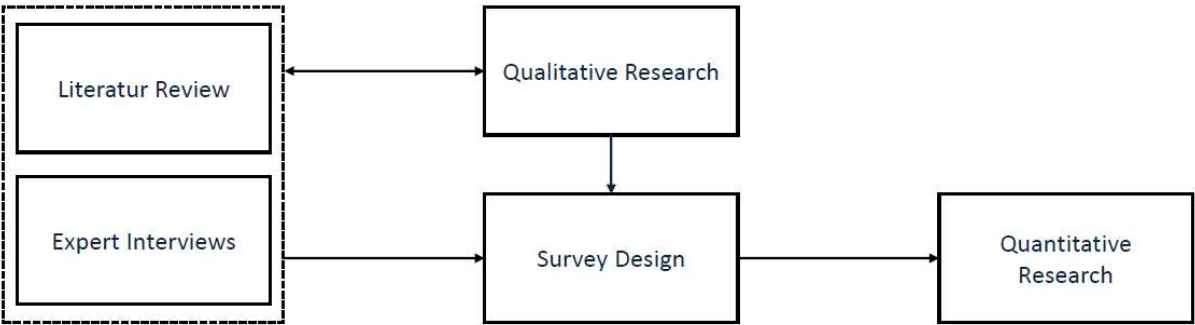 Literatur Review
Qualitative Research
Expert Interviews
Survey Design
Quantitative
Research